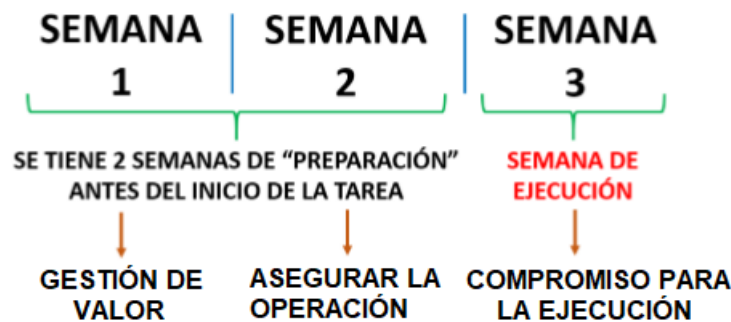 SEMANA
1
SEMANA
2
SEMANA
3
SE TIENE 2 SEMANAS DE “PREPARACIÓN”
ANTES DEL INICIO DE LA TAREA
SEMANA DE
EJECUCIÓN
GESTIÓN DE
VALOR
ASEGURAR LA
OPERACIÓN
COMPROMISO PARA
LA EJECUCIÓN